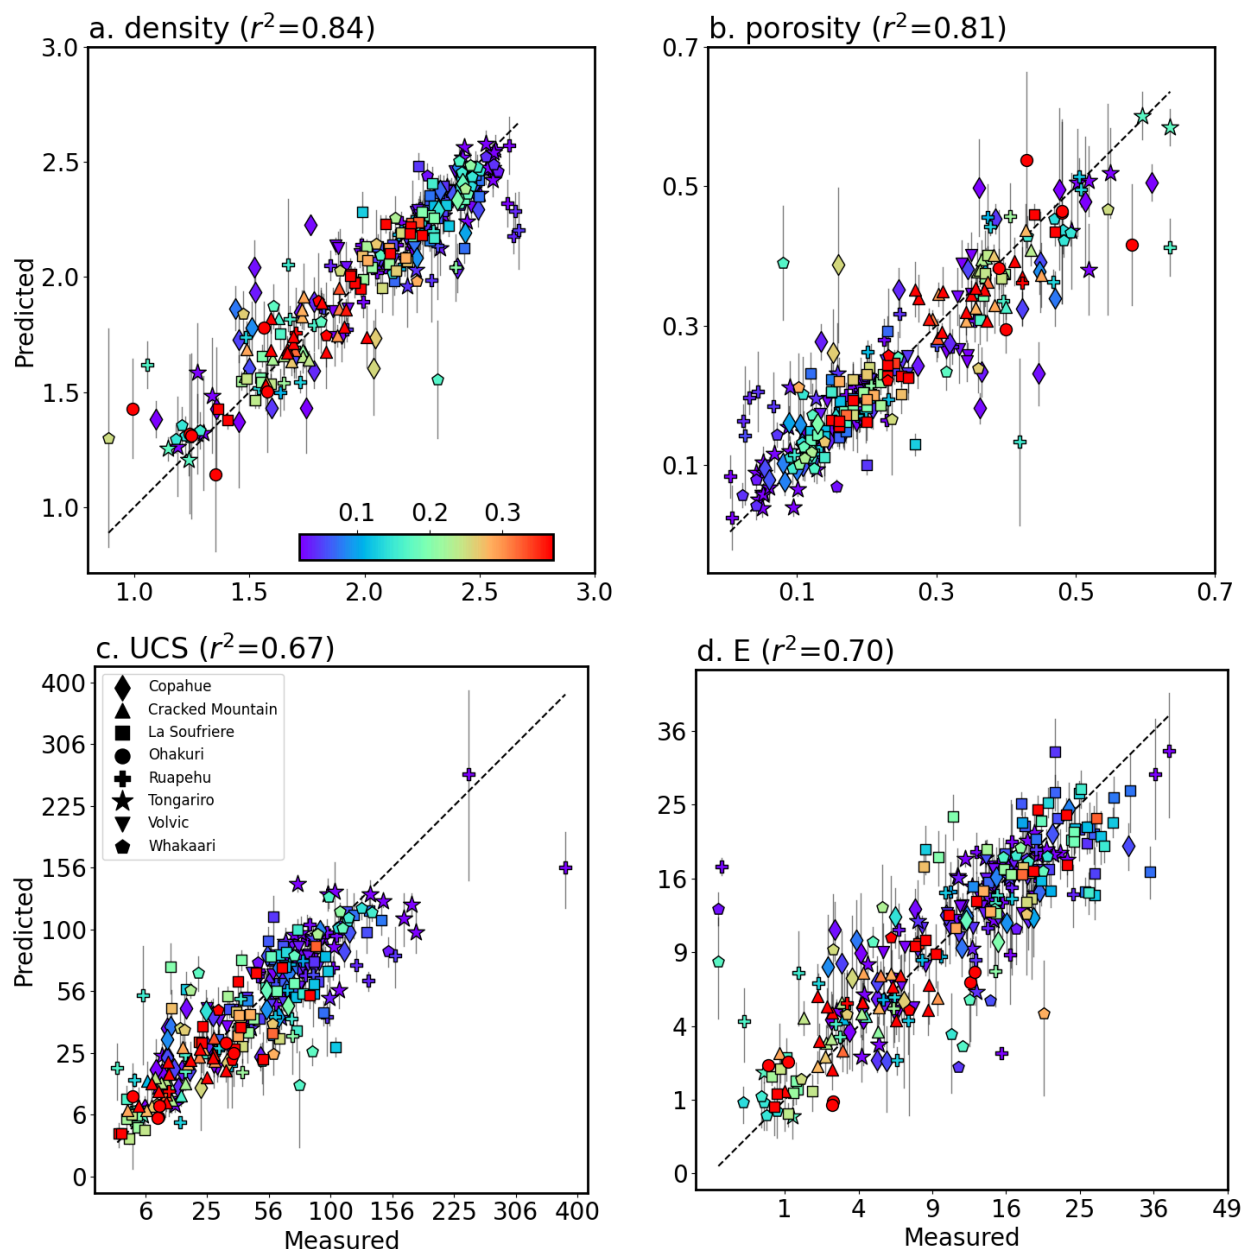 a. density (r²=0.84)
3.0
2.5
2.0
1.5
1.0
Predicted
0.1 0.2 0.3
1.0 1.5 2.0 2.5 3.0
b. porosity (r²=0.81)
0.7
0.5
0.3
0.1
0.1 0.3 0.5 0.7
c. UCS (r²=0.67)
400
306
225
156
100
56
25
6
0
Predicted
Copahue
Cracked Mountain
La Soufriere
Ohakuri
Ruapehu
Tongariro
Volvic
Whakaari
6 25 56 100 156 225 306 400
Measured
d. E (r²=0.70)
36
25
16
9
4
1
0
1 4 9 16 25 36 49
Measured